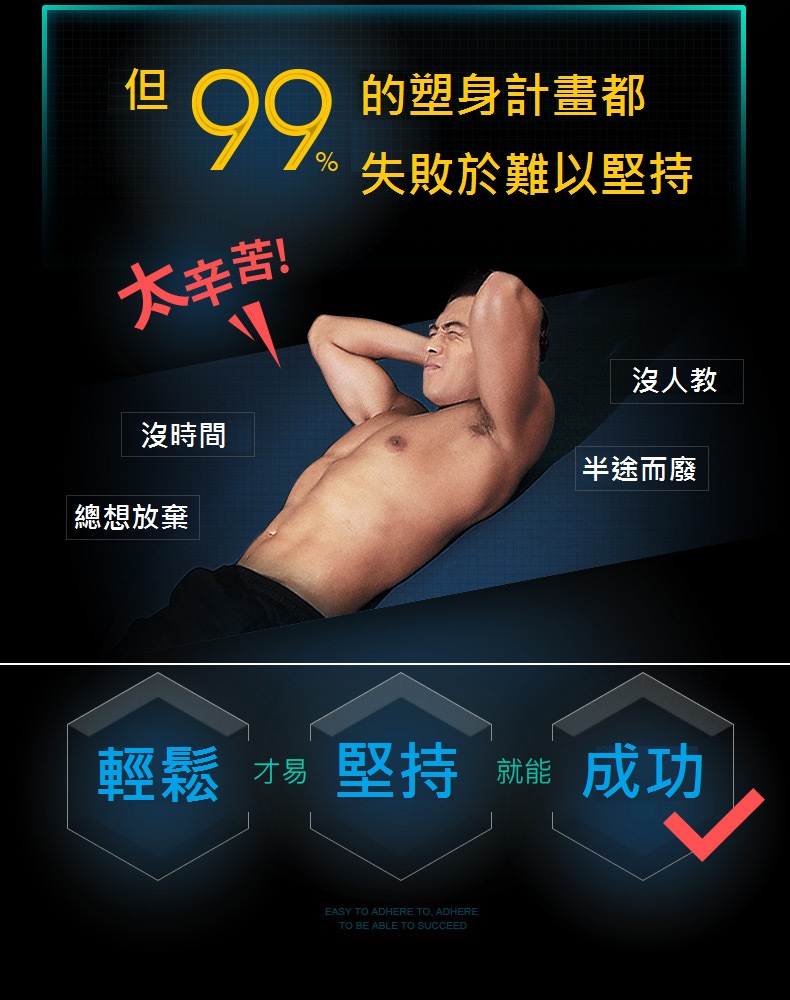 但 99% 的塑身計畫都
失敗於難以堅持
太辛苦!
沒人教
沒時間
半途而廢
總想放棄
輕鬆 才易 堅持 就能 成功
EASY TO ADHERE TO, ADHERE
TO BE ABLE TO SUCCEED